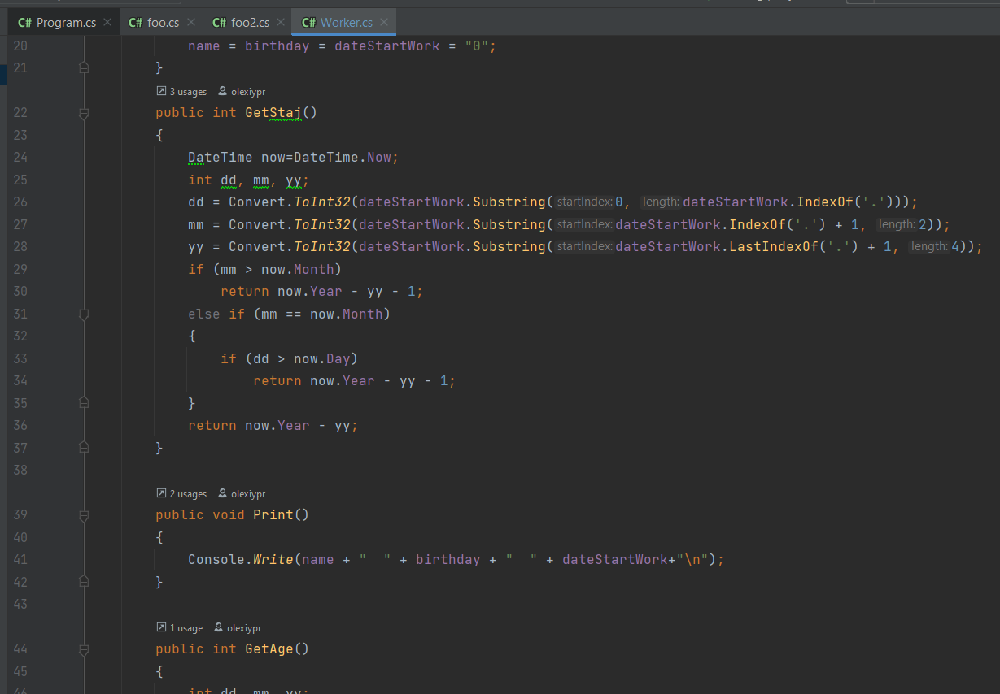 C# Program.cs × C# foo.cs × C# foo2.cs × C# Worker.cs ×
20 name = birthday = dateStartWork = "0";
21 }
3 usages olexiypr
22 public int GetStaj()
23 {
24 DateTime now=DateTime.Now;
25 int dd, mm, yy;
26 dd = Convert.ToInt32(dateStartWork.Substring( startIndex: 0, length: dateStartWork.IndexOf('.')));
27 mm = Convert.ToInt32(dateStartWork.Substring( startIndex: dateStartWork.IndexOf('.') + 1, length: 2));
28 yy = Convert.ToInt32(dateStartWork.Substring( startIndex: dateStartWork.LastIndexOf('.') + 1, length: 4));
29 if (mm > now.Month)
30 return now.Year - yy - 1;
31 else if (mm == now.Month)
32 {
33 if (dd > now.Day)
34 return now.Year - yy - 1;
35 }
36 return now.Year - yy;
37 }
38
2 usages olexiypr
39 public void Print()
40 {
41 Console.Write(name + "  " + birthday + "  " + dateStartWork+"\n");
42 }
43
1 usage olexiypr
44 public int GetAge()
45 {
46 int dd, mm, yy;